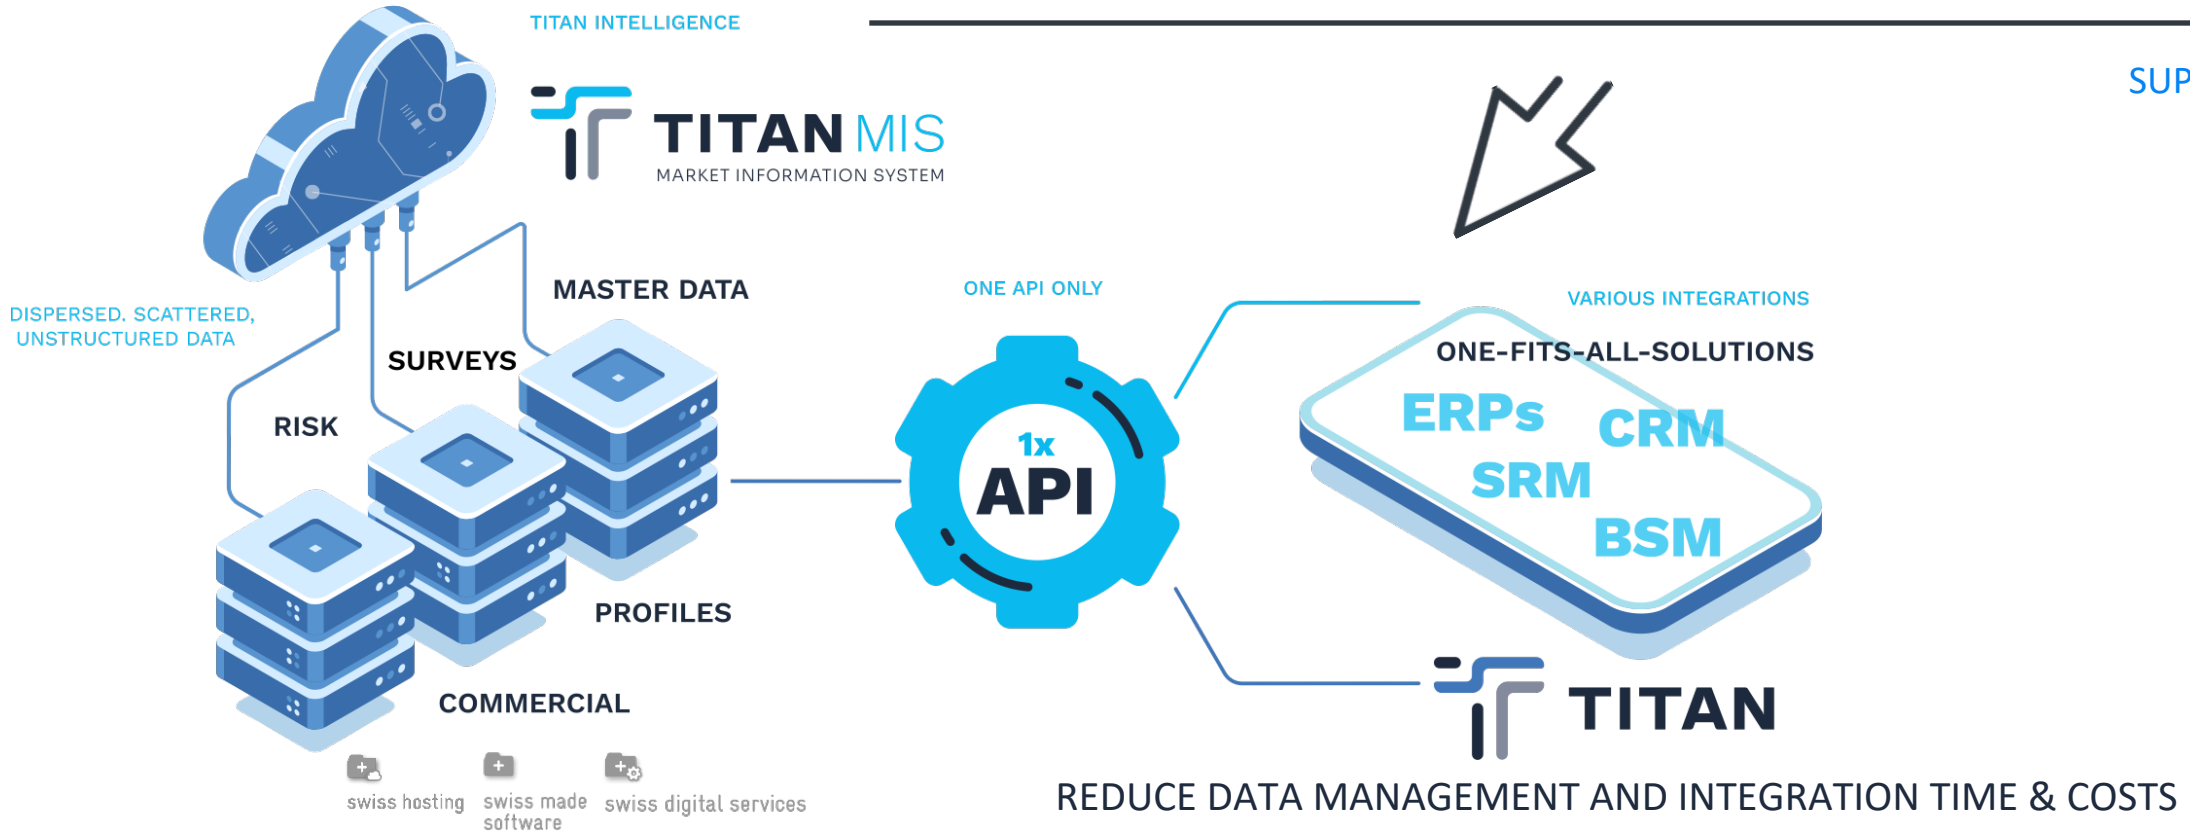 TITAN INTELLIGENCE
SUP
TITAN MIS
MARKET INFORMATION SYSTEM
MASTER DATA
ONE API ONLY
VARIOUS INTEGRATIONS
DISPERSED. SCATTERED,
UNSTRUCTURED DATA
SURVEYS
ONE-FITS-ALL-SOLUTIONS
RISK
ERPs
CRM
1x
API
SRM
BSM
PROFILES
COMMERCIAL
TITAN
swiss hosting
swiss made
software
swiss digital services
REDUCE DATA MANAGEMENT AND INTEGRATION TIME & COSTS